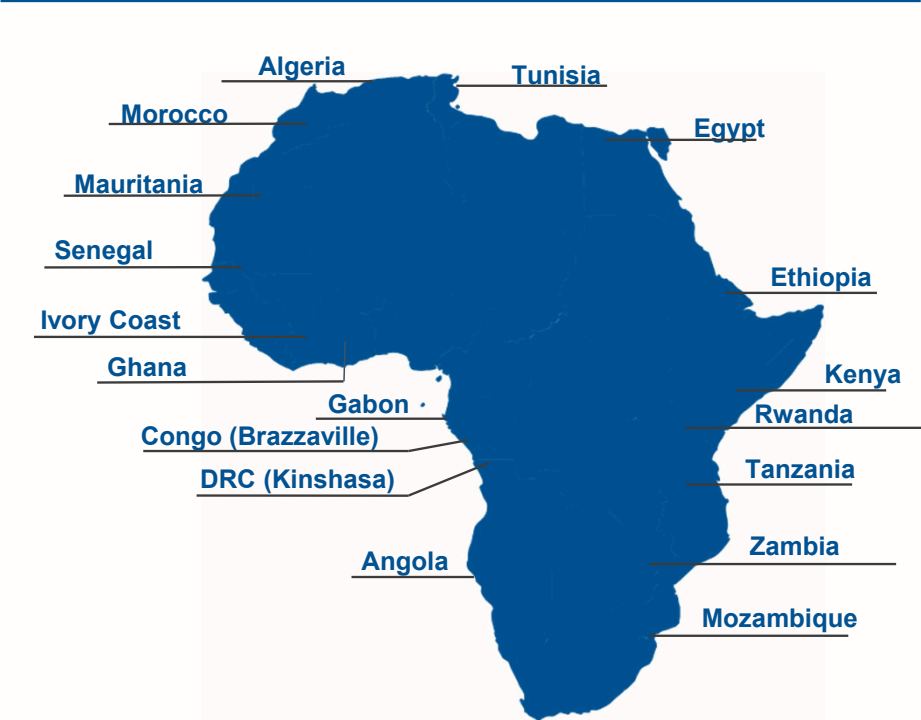 Algeria
Tunisia
Morocco
Egypt
Mauritania
Senegal
Ethiopia
Ivory Coast
Ghana
Kenya
Gabon
Rwanda
Congo (Brazzaville)
DRC (Kinshasa)
Tanzania
Angola
Zambia
Mozambique